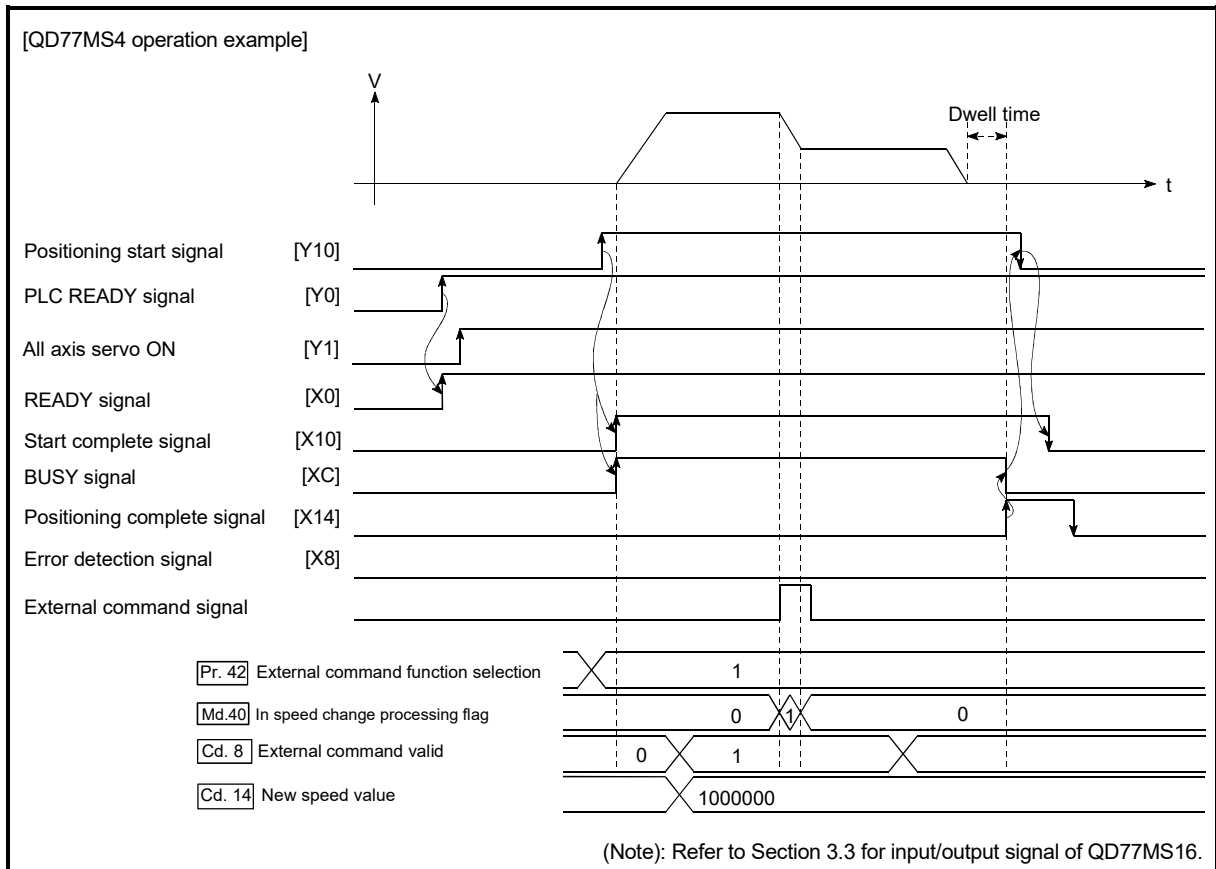 [QD77MS4 operation example]
V
Dwell time
t
Positioning start signal [Y10]
PLC READY signal [Y0]
All axis servo ON [Y1]
READY signal [X0]
Start complete signal [X10]
BUSY signal [XC]
Positioning complete signal [X14]
Error detection signal [X8]
External command signal
Pr. 42 External command function selection 1
Md.40 In speed change processing flag 0 1 0
Cd. 8 External command valid 0 1
Cd. 14 New speed value 1000000
(Note): Refer to Section 3.3 for input/output signal of QD77MS16.